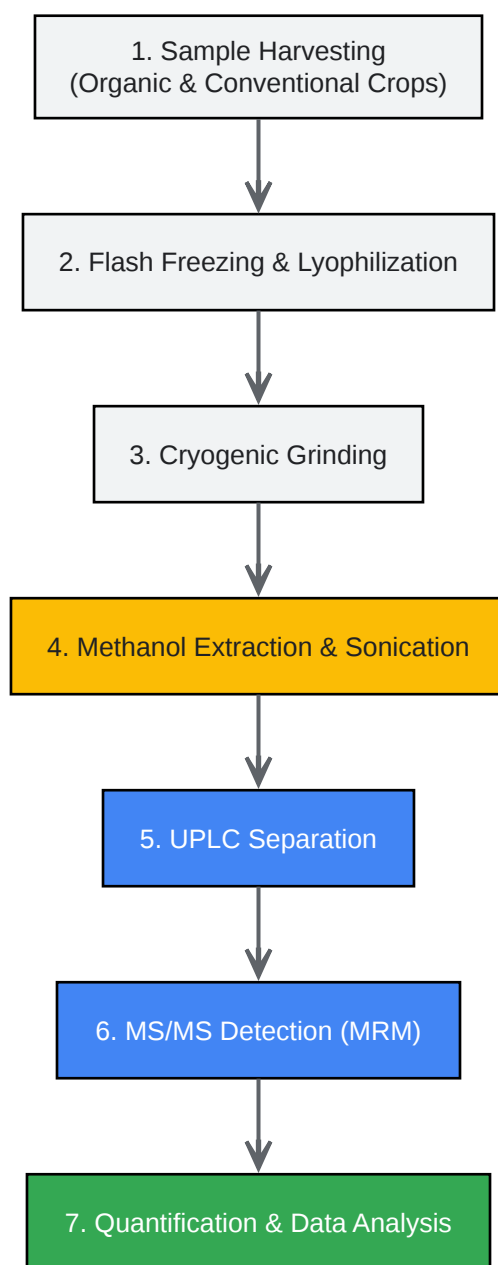 1. Sample Harvesting
(Organic & Conventional Crops)
2. Flash Freezing & Lyophilization
3. Cryogenic Grinding
4. Methanol Extraction & Sonication
5. UPLC Separation
6. MS/MS Detection (MRM)
7. Quantification & Data Analysis